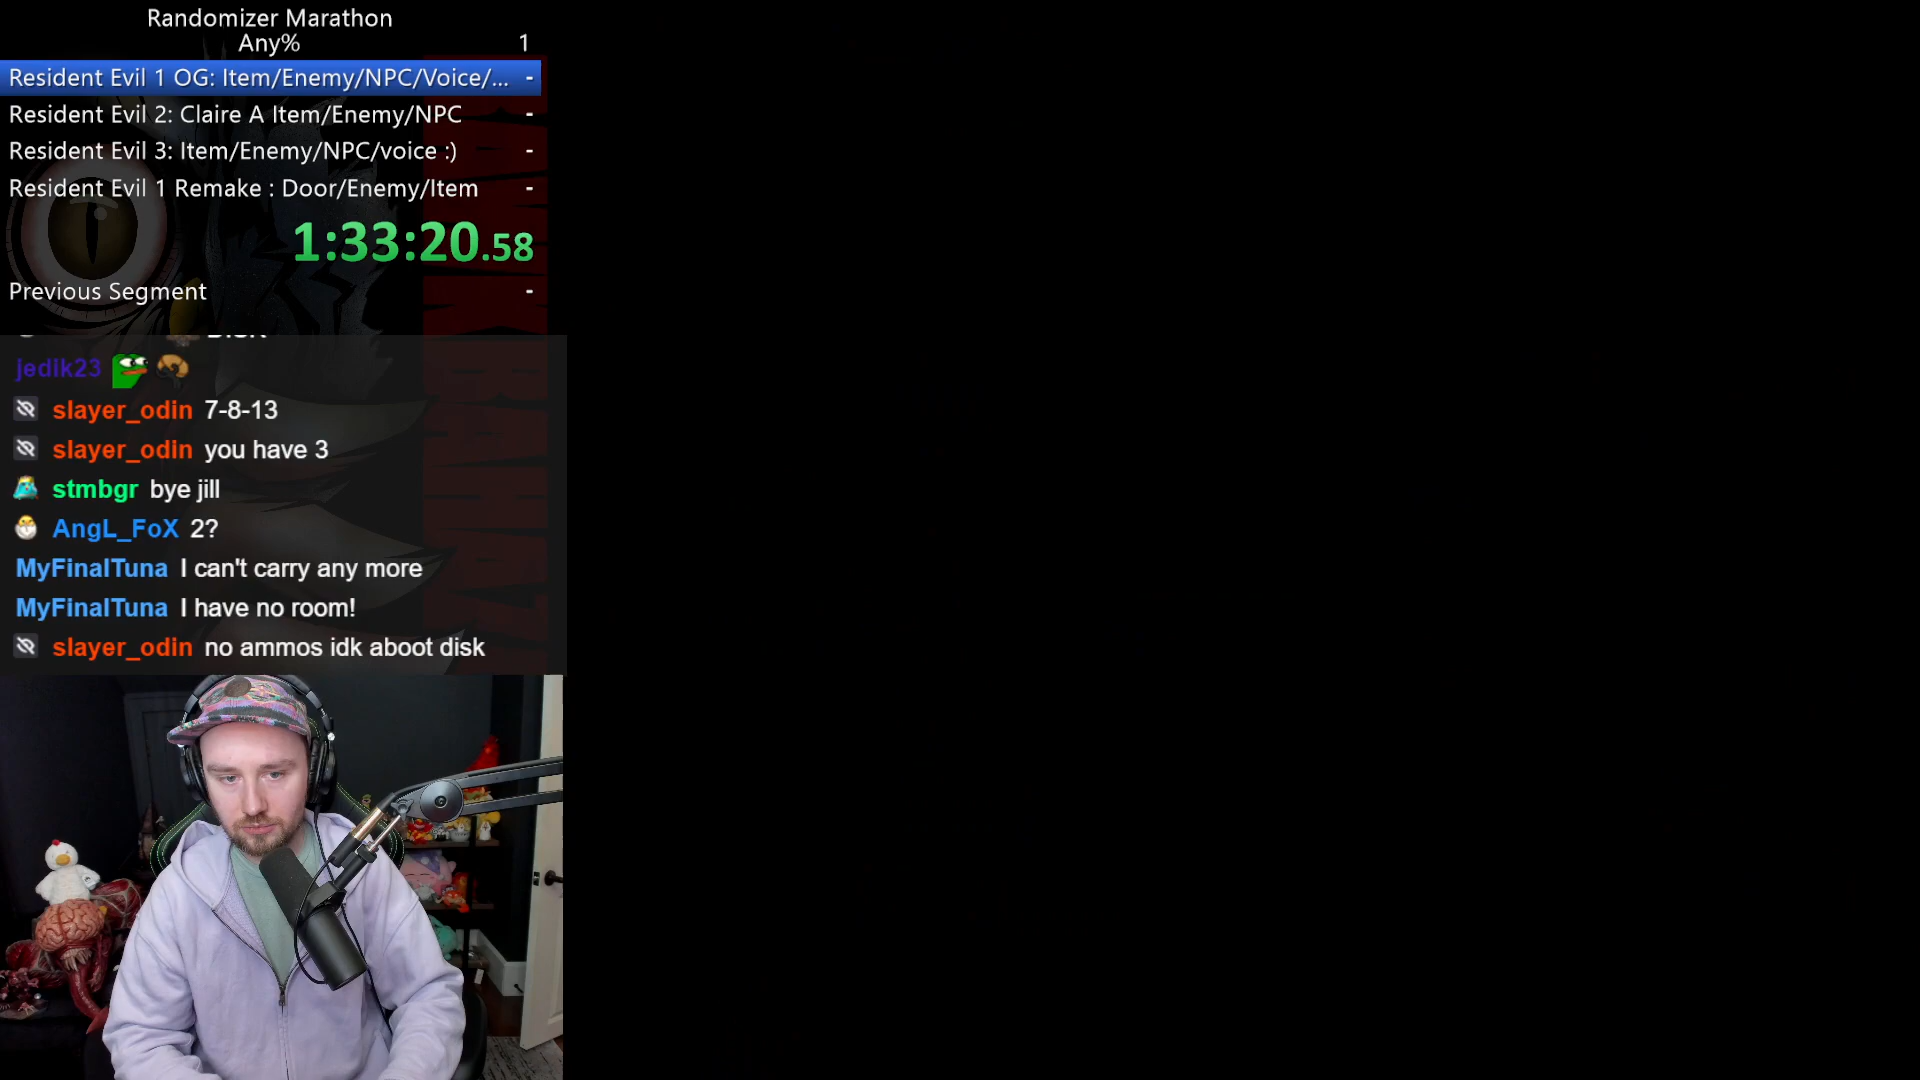 Randomizer Marathon
Any% 1
Resident Evil 1 OG: Item/Enemy/NPC/Voice/... -
Resident Evil 2: Claire A Item/Enemy/NPC -
Resident Evil 3: Item/Enemy/NPC/voice :) -
Resident Evil 1 Remake : Door/Enemy/Item -
1:33:20.58
Previous Segment -
jedik23
slayer_odin 7-8-13
slayer_odin you have 3
stmbgr bye jill
AngL_FoX 2?
MyFinalTuna I can't carry any more
MyFinalTuna I have no room!
slayer_odin no ammos idk aboot disk